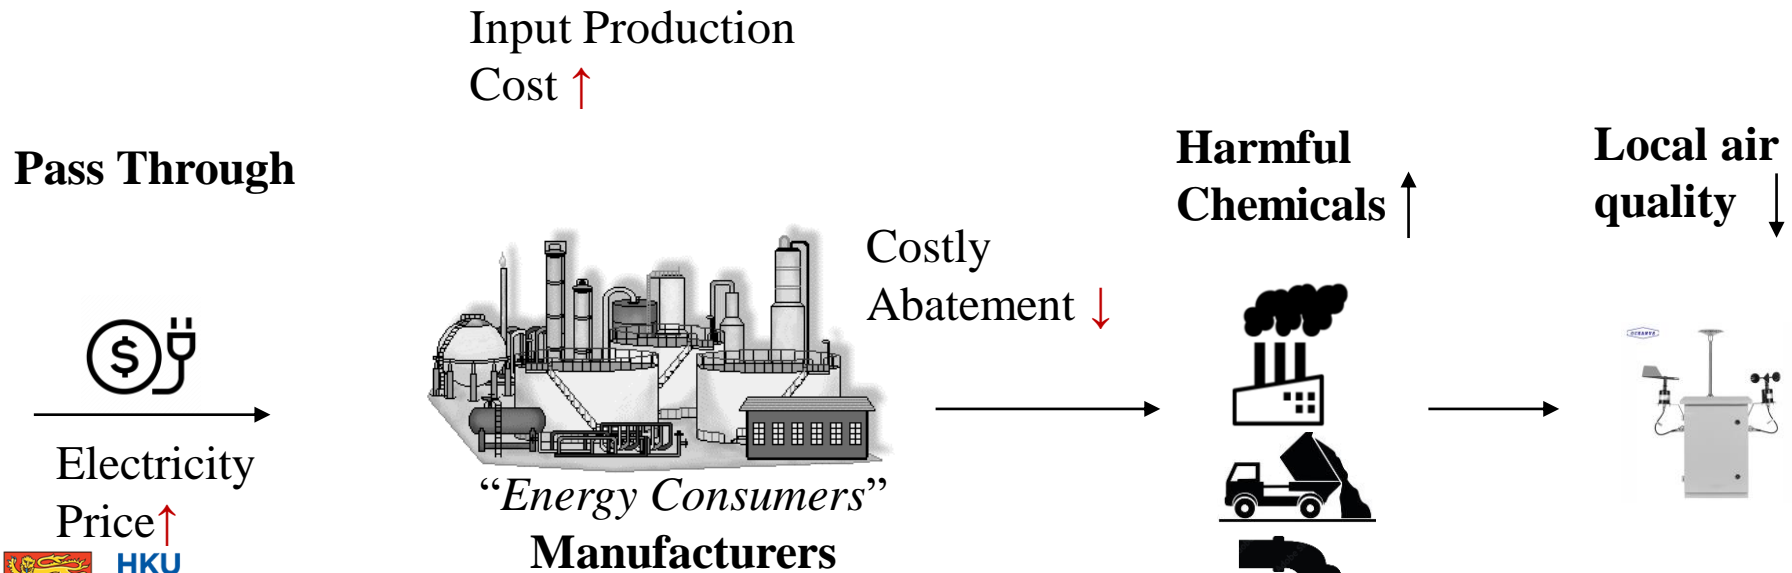 Input Production
Cost ↑
Pass Through
Electricity
Price↑
HKU
“Energy Consumers”
Manufacturers
Costly
Abatement ↓
Harmful
Chemicals ↑
Local air
quality ↓